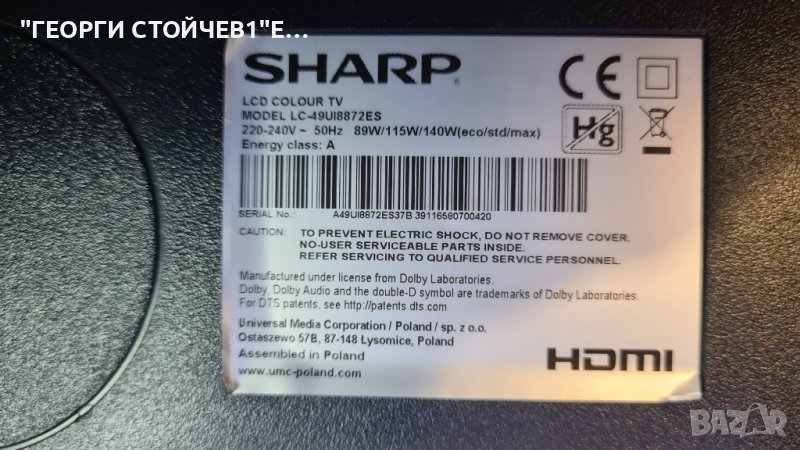 "ГЕОРГИ СТОЙЧЕВ1"Е...
SHARP®
LCD COLOUR TV
MODEL LC-49UI8872ES
220-240V ~ 50Hz 89W/115W/140W(eco/std/max)
Energy class: A
CE
Hg
SERIAL No.: A49UI8872ES37B 39116580700420
CAUTION: TO PREVENT ELECTRIC SHOCK, DO NOT REMOVE COVER.
NO-USER SERVICEABLE PARTS INSIDE.
REFER SERVICING TO QUALIFIED SERVICE PERSONNEL.
Manufactured under license from Dolby Laboratories.
Dolby, Dolby Audio and the double-D symbol are trademarks of Dolby Laboratories.
For DTS patents, see http://patents.dts.com
Universal Media Corporation / Poland / sp. z o.o.
Ostaszewo 57B, 87-148 Łysomice, Poland
Assembled in Poland
www.umc-poland.com
HDMI
BAZAR